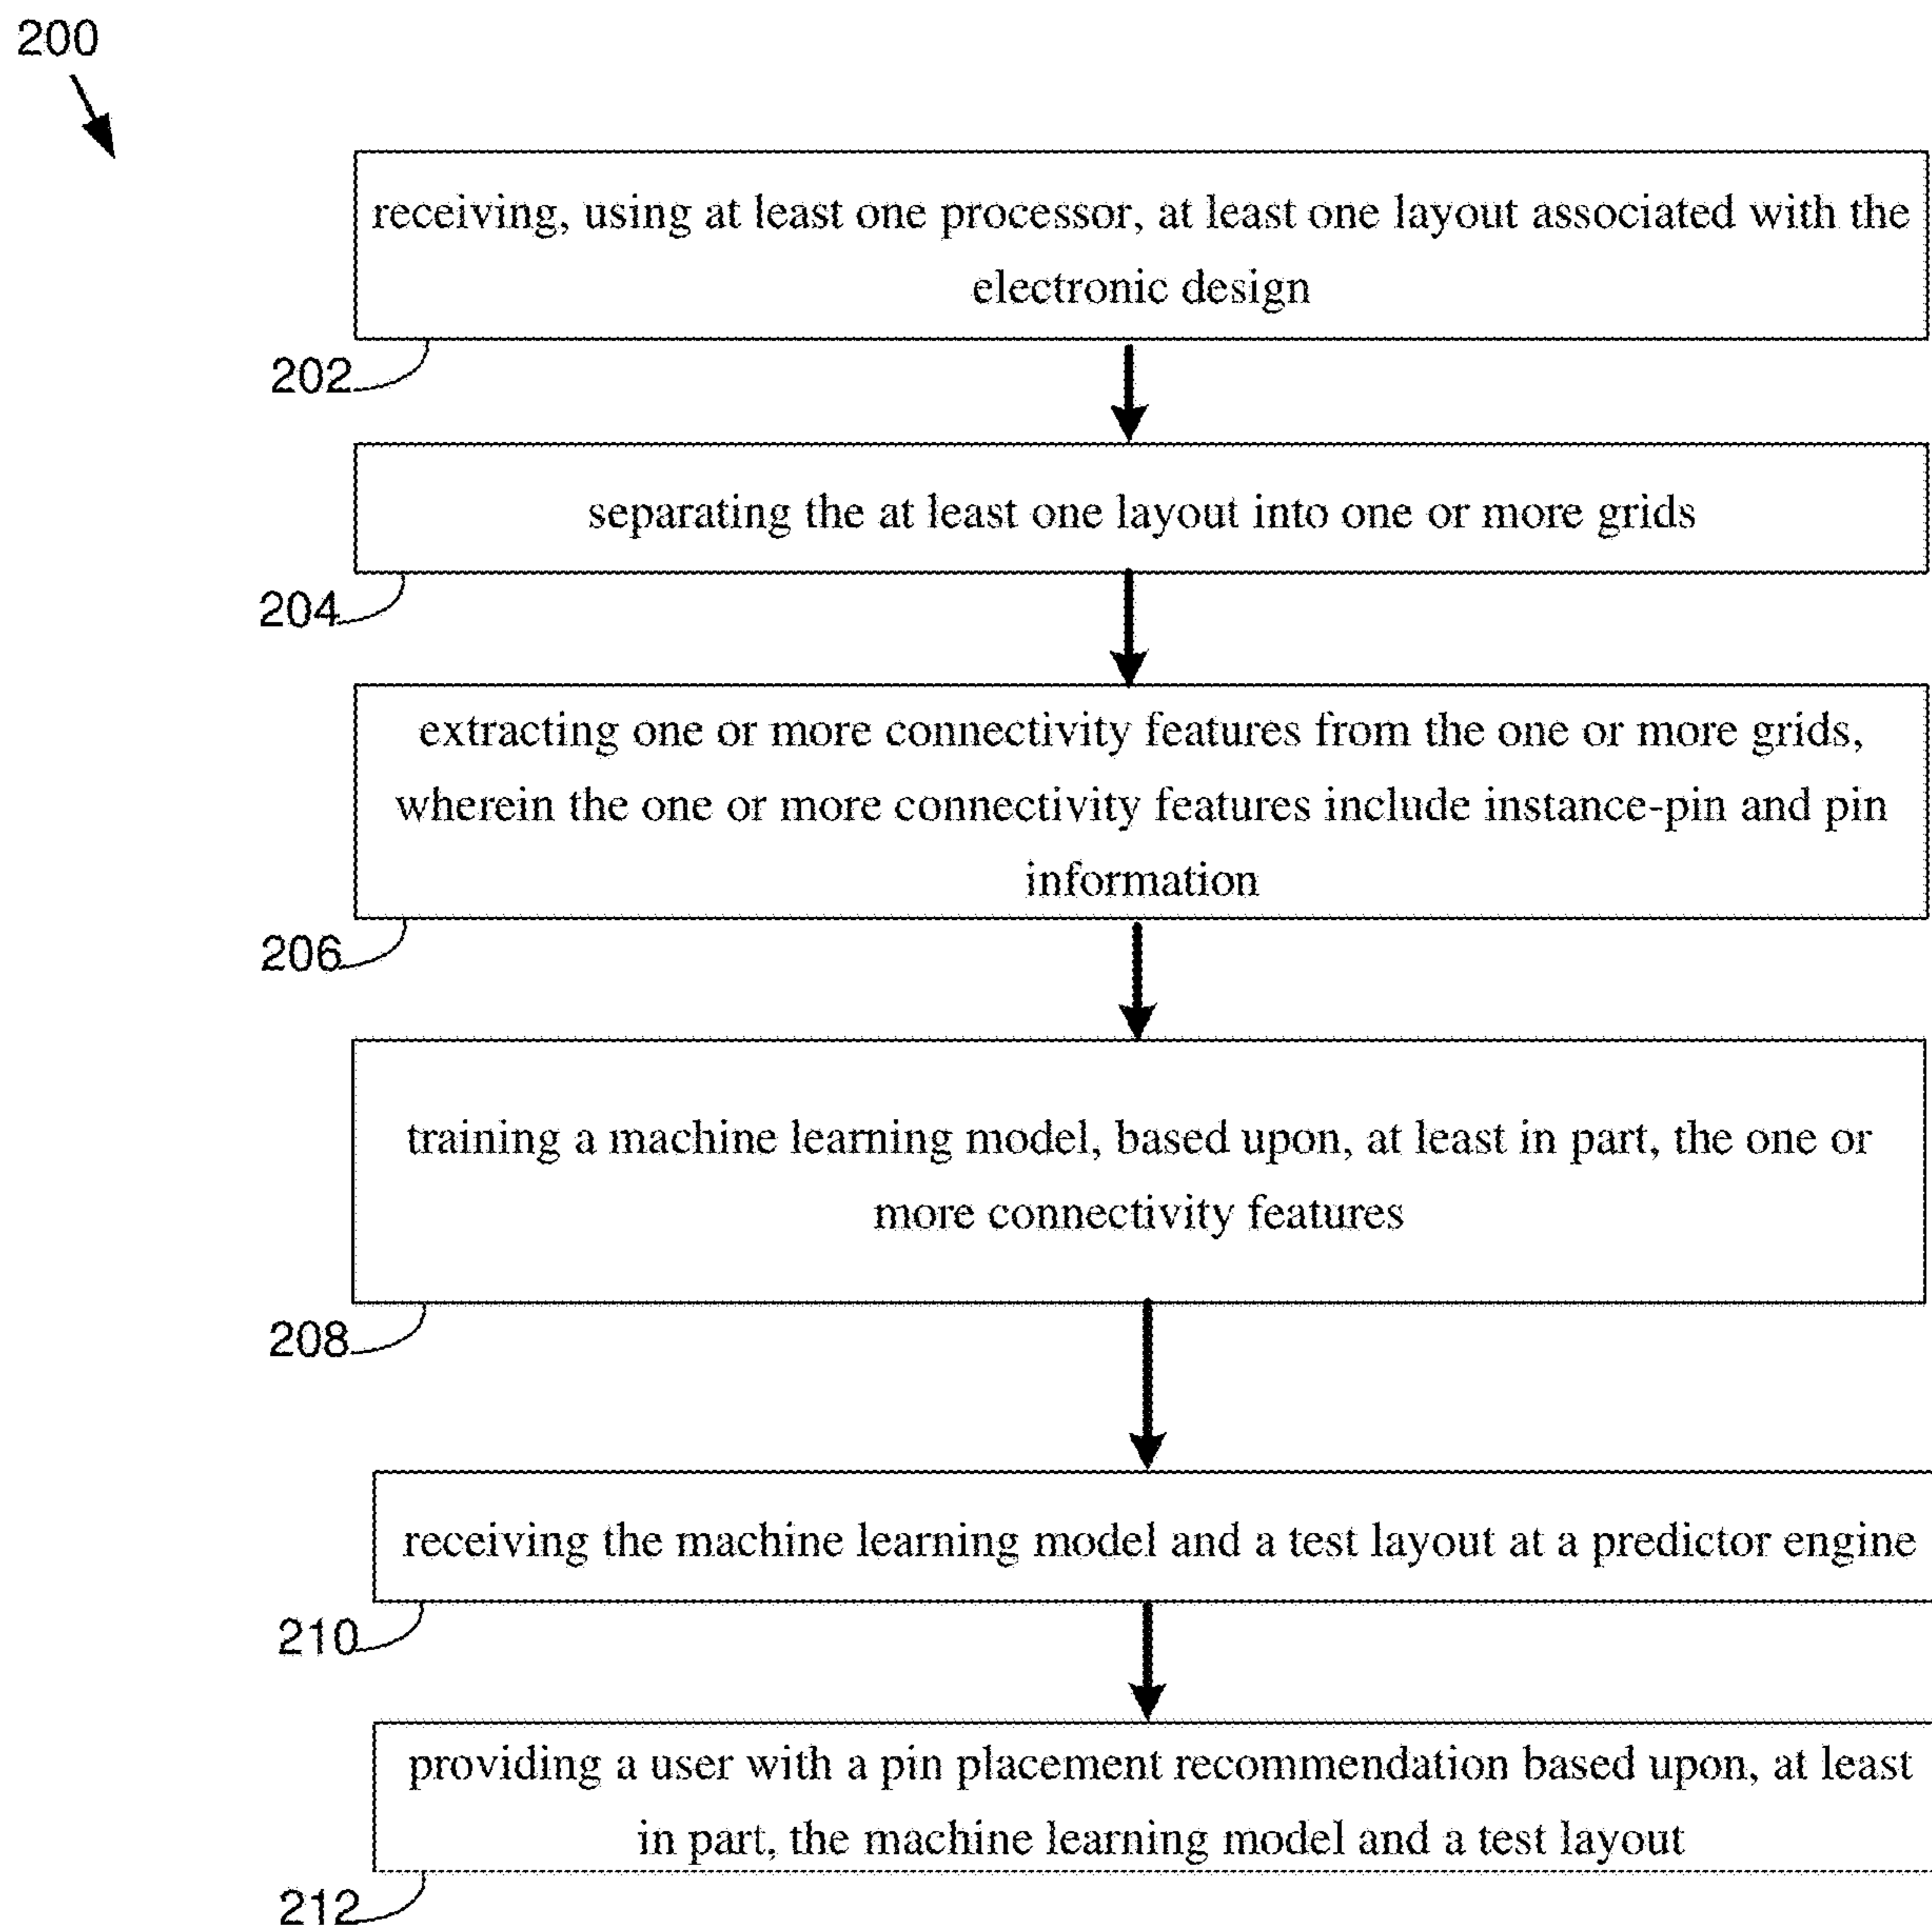 200
receiving, using at least one processor, at least one layout associated with the
electronic design
202
separating the at least one layout into one or more grids
204
extracting one or more connectivity features from the one or more grids,
wherein the one or more connectivity features include instance-pin and pin
information
206
training a machine learning model, based upon, at least in part, the one or
more connectivity features
208
receiving the machine learning model and a test layout at a predictor engine
210
providing a user with a pin placement recommendation based upon, at least
in part, the machine learning model and a test layout
212